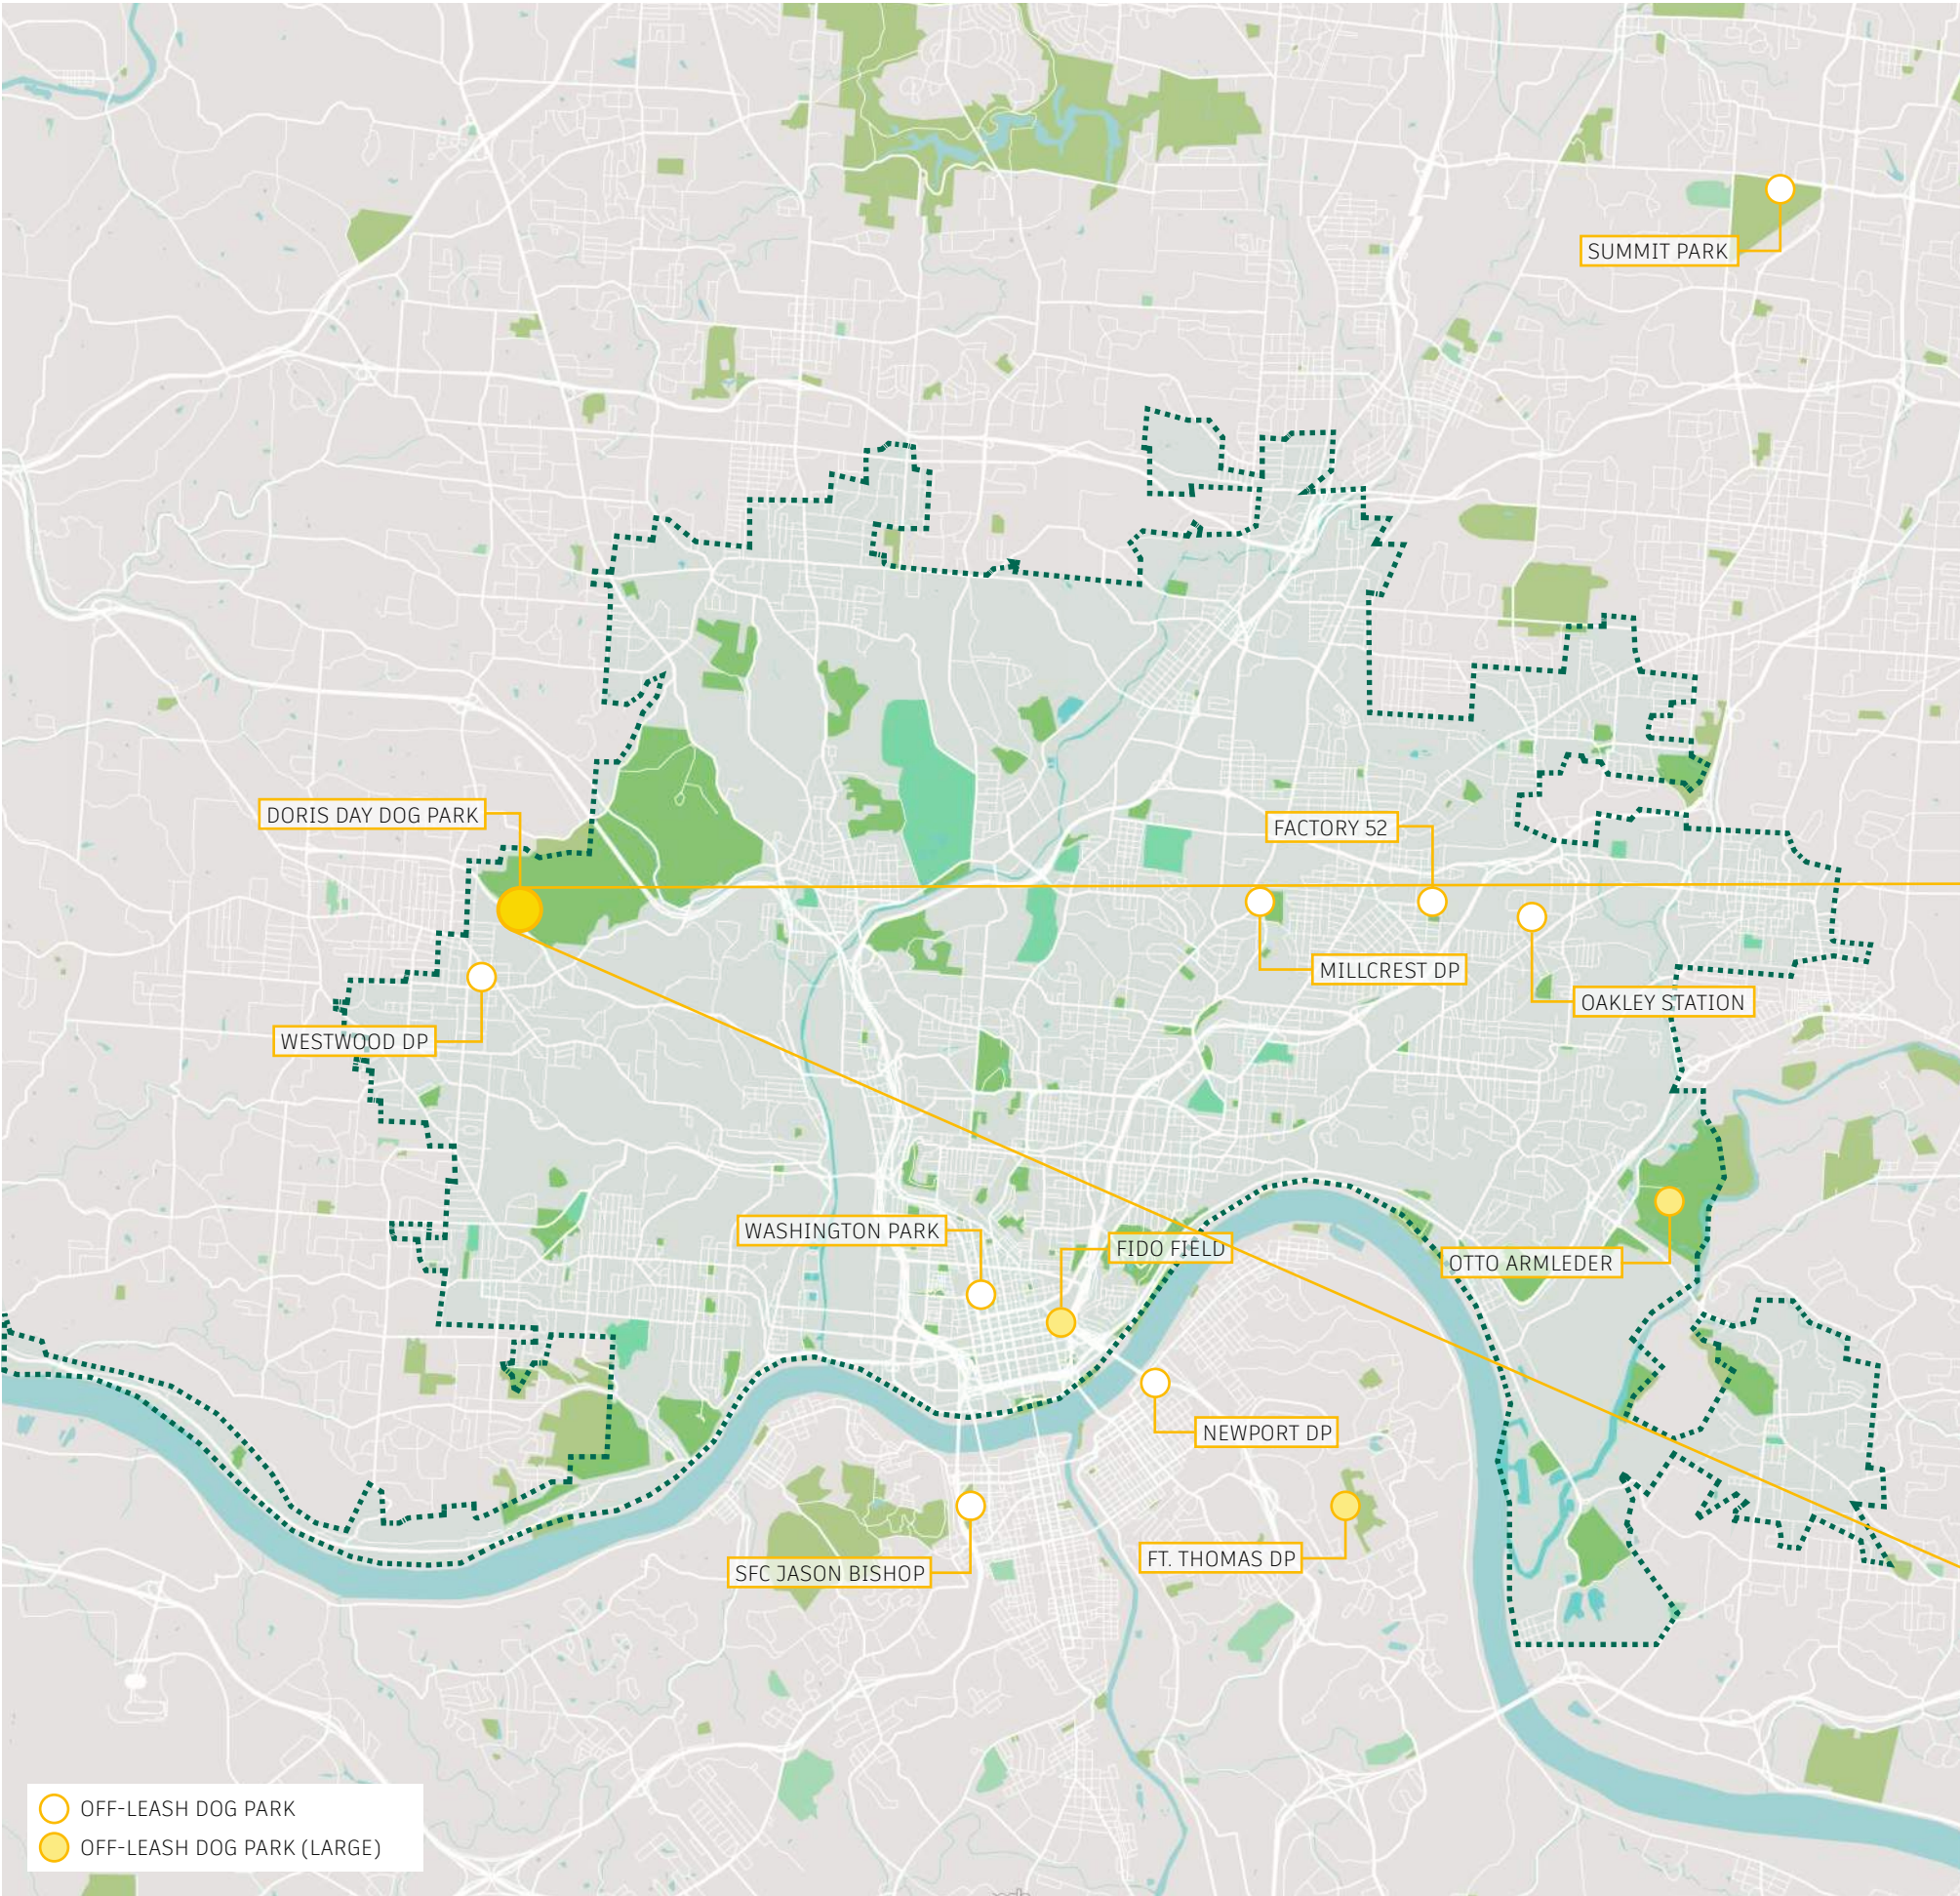 SUMMIT PARK
DORIS DAY DOG PARK
FACTORY 52
MILLCREST DP
OAKLEY STATION
WESTWOOD DP
WASHINGTON PARK
FIDO FIELD
OTTO ARMLEDER
NEWPORT DP
FT. THOMAS DP
SFC JASON BISHOP
OFF-LEASH DOG PARK
OFF-LEASH DOG PARK (LARGE)